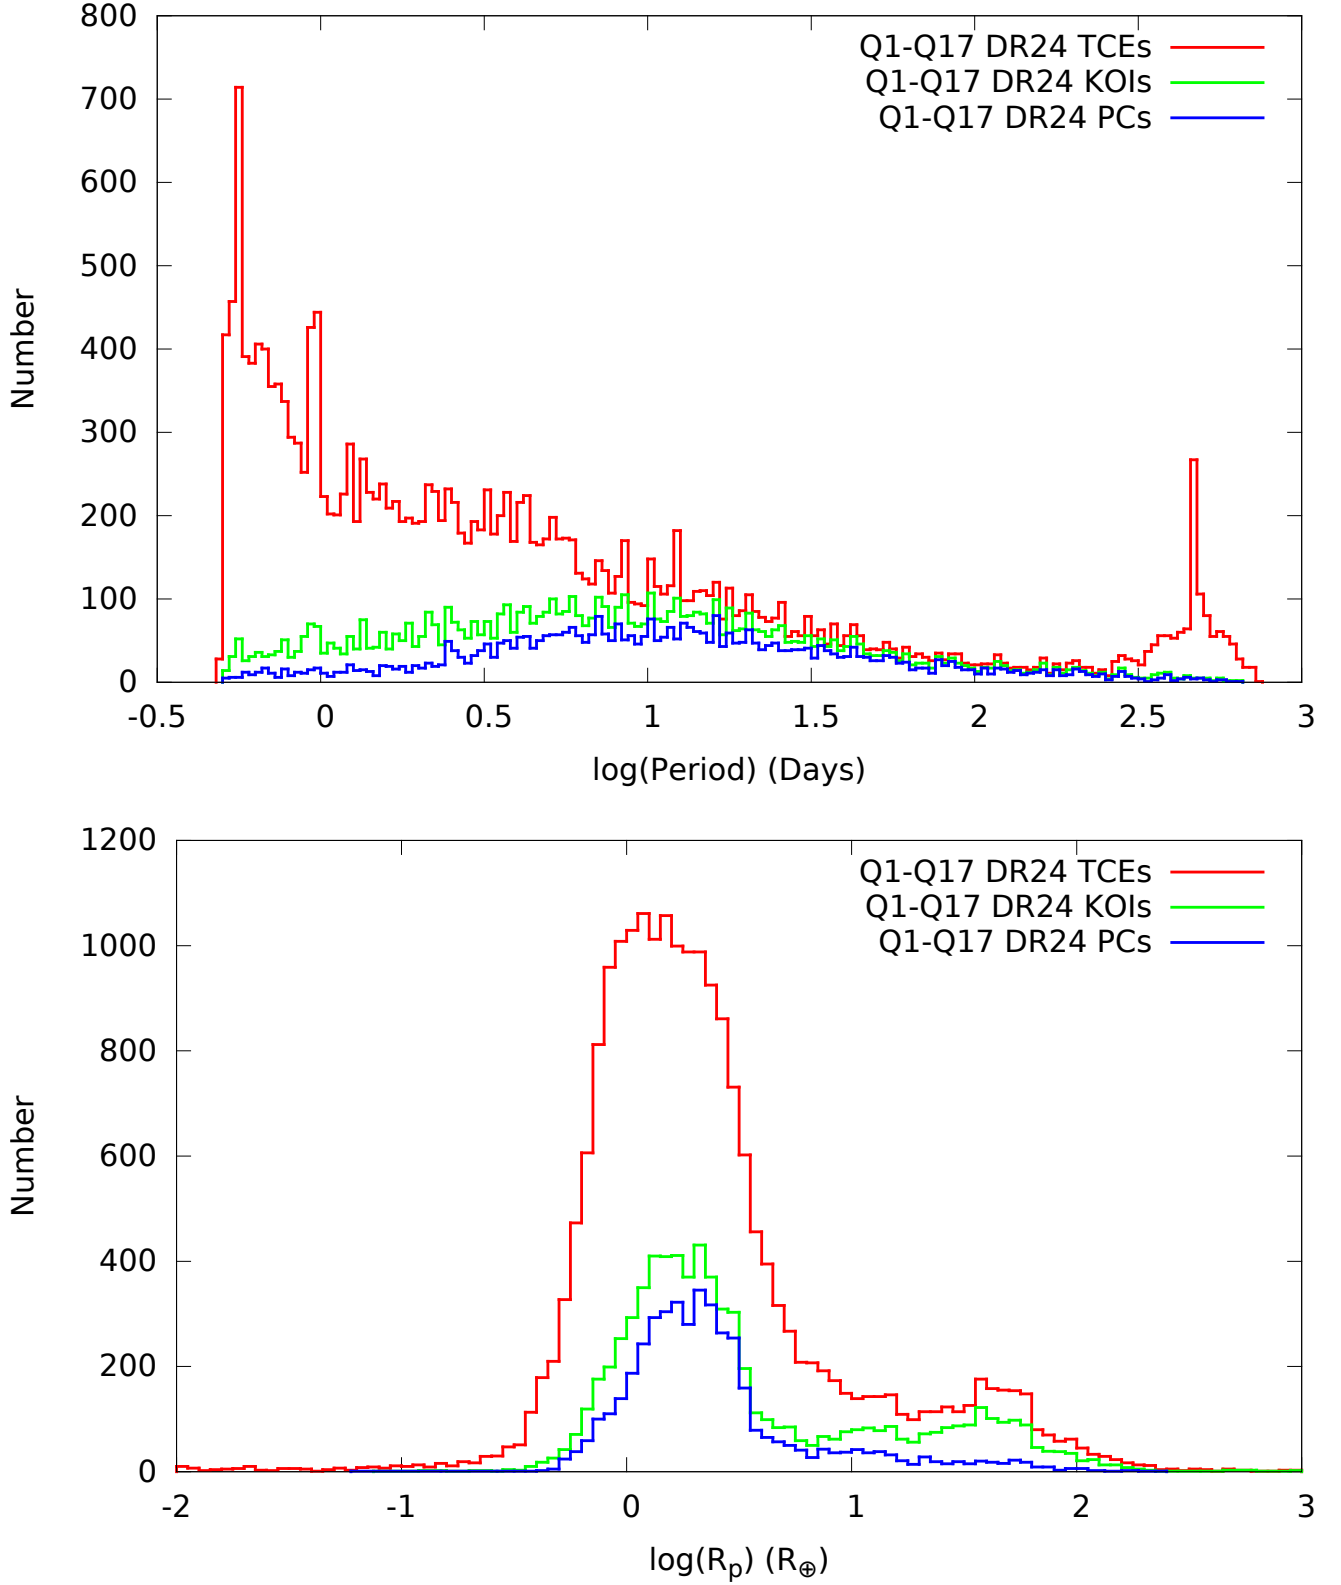 800
700
600
500
400
300
200
100
0
Number
Q1-Q17 DR24 TCEs
Q1-Q17 DR24 KOIs
Q1-Q17 DR24 PCs
-0.5 0 0.5 1 1.5 2 2.5 3
log(Period) (Days)
1200
1000
800
600
400
200
0
Number
Q1-Q17 DR24 TCEs
Q1-Q17 DR24 KOIs
Q1-Q17 DR24 PCs
-2 -1 0 1 2 3
log(Rₚ) (R⊕)